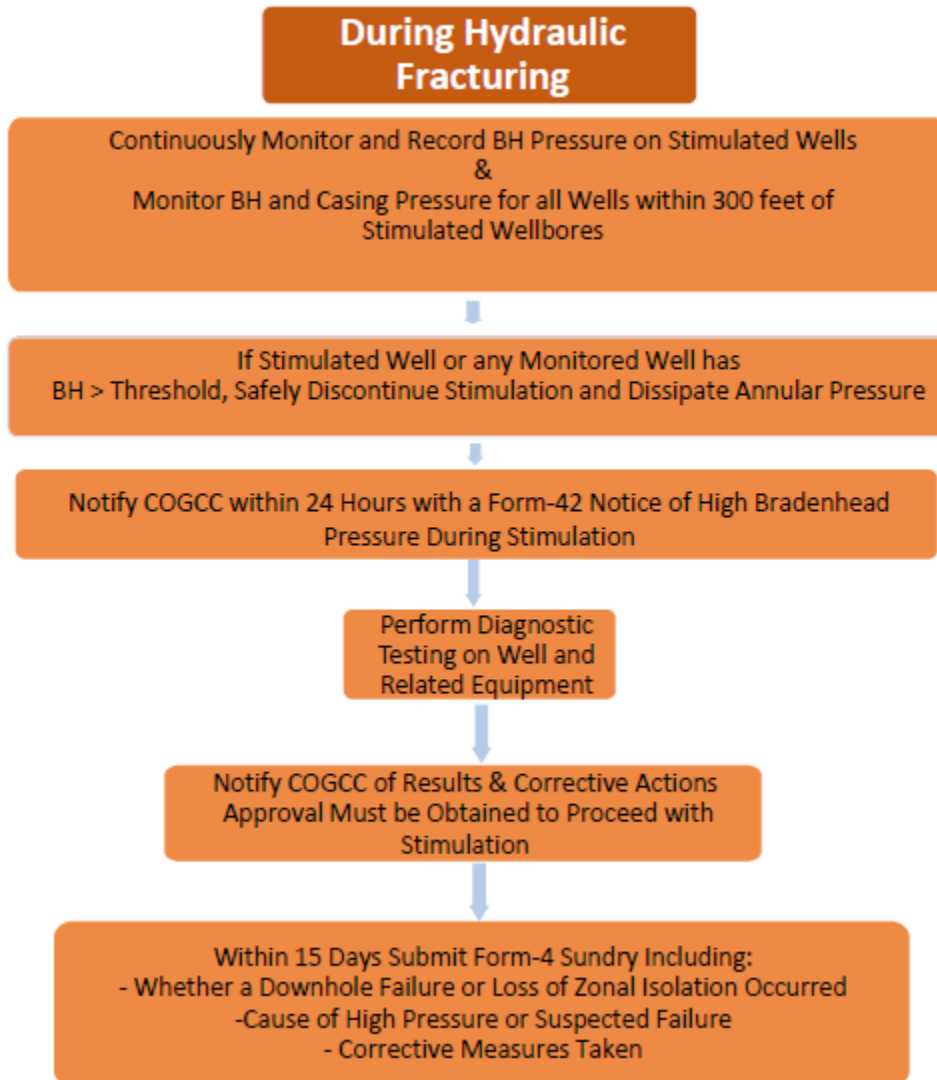 During Hydraulic
Fracturing
Continuously Monitor and Record BH Pressure on Stimulated Wells
&
Monitor BH and Casing Pressure for all Wells within 300 feet of
Stimulated Wellbores
If Stimulated Well or any Monitored Well has
BH > Threshold, Safely Discontinue Stimulation and Dissipate Annular Pressure
Notify COGCC within 24 Hours with a Form-42 Notice of High Bradenhead
Pressure During Stimulation
Perform Diagnostic
Testing on Well and
Related Equipment
Notify COGCC of Results & Corrective Actions
Approval Must be Obtained to Proceed with
Stimulation
Within 15 Days Submit Form-4 Sundry Including:
- Whether a Downhole Failure or Loss of Zonal Isolation Occurred
-Cause of High Pressure or Suspected Failure
- Corrective Measures Taken